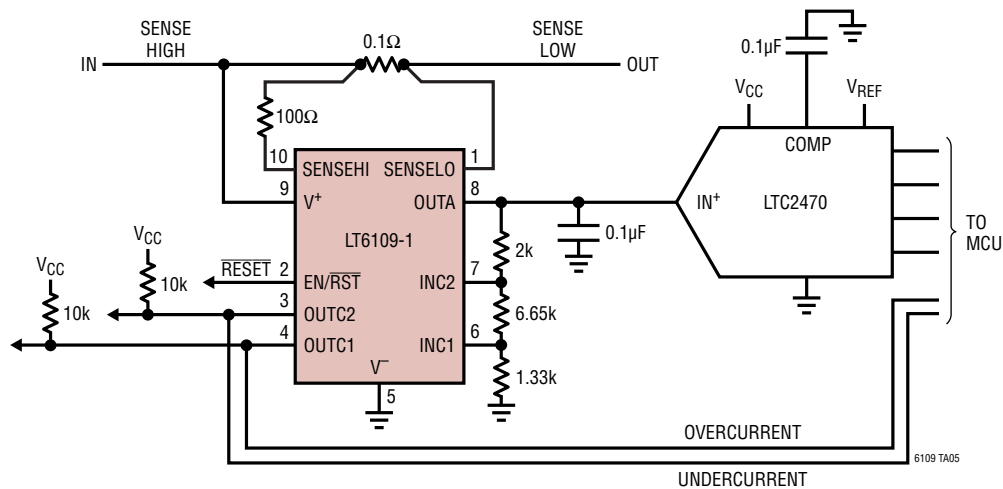 SENSE
HIGH
0.1Ω
SENSE
LOW
IN
OUT
0.1µF
VCC
VREF
COMP
100Ω
10
SENSEHI
SENSELO
1
9
V+
OUTA
8
IN+
LTC2470
TO
MCU
LT6109-1
0.1µF
2k
VCC
10k
RESET
2
EN/RST
INC2
7
VCC
10k
3
OUTC2
6.65k
4
OUTC1
INC1
6
V–
5
1.33k
OVERCURRENT
UNDERCURRENT
6109 TA05